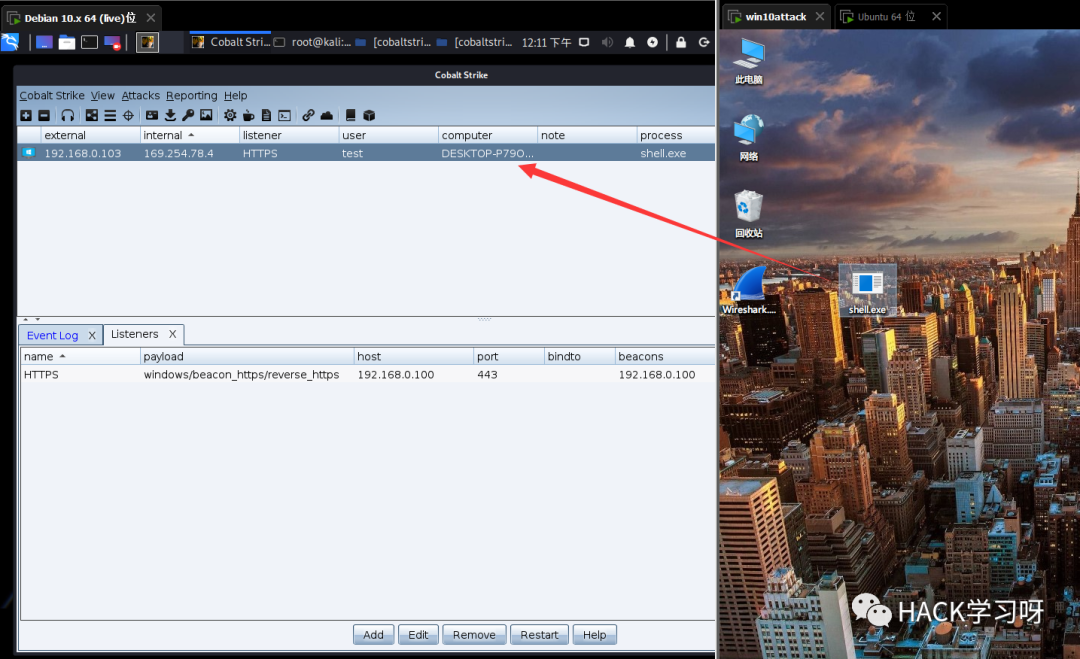 Debian 10.x 64 (live)位
Cobalt Stri... root@kali:... [cobaltstri... [cobaltstri... 12:11 下午
Cobalt Strike
Cobalt Strike View Attacks Reporting Help
external internal listener user computer note process
192.168.0.103 169.254.78.4 HTTPS test DESKTOP-P79O... shell.exe
Event Log X Listeners X
name payload host port bindto beacons
HTTPS windows/beacon_https/reverse_https 192.168.0.100 443 192.168.0.100
Add Edit Remove Restart Help
win10attack Ubuntu 64 位
此电脑
网络
回收站
Wireshark.... shell.exe
HACK学习呀